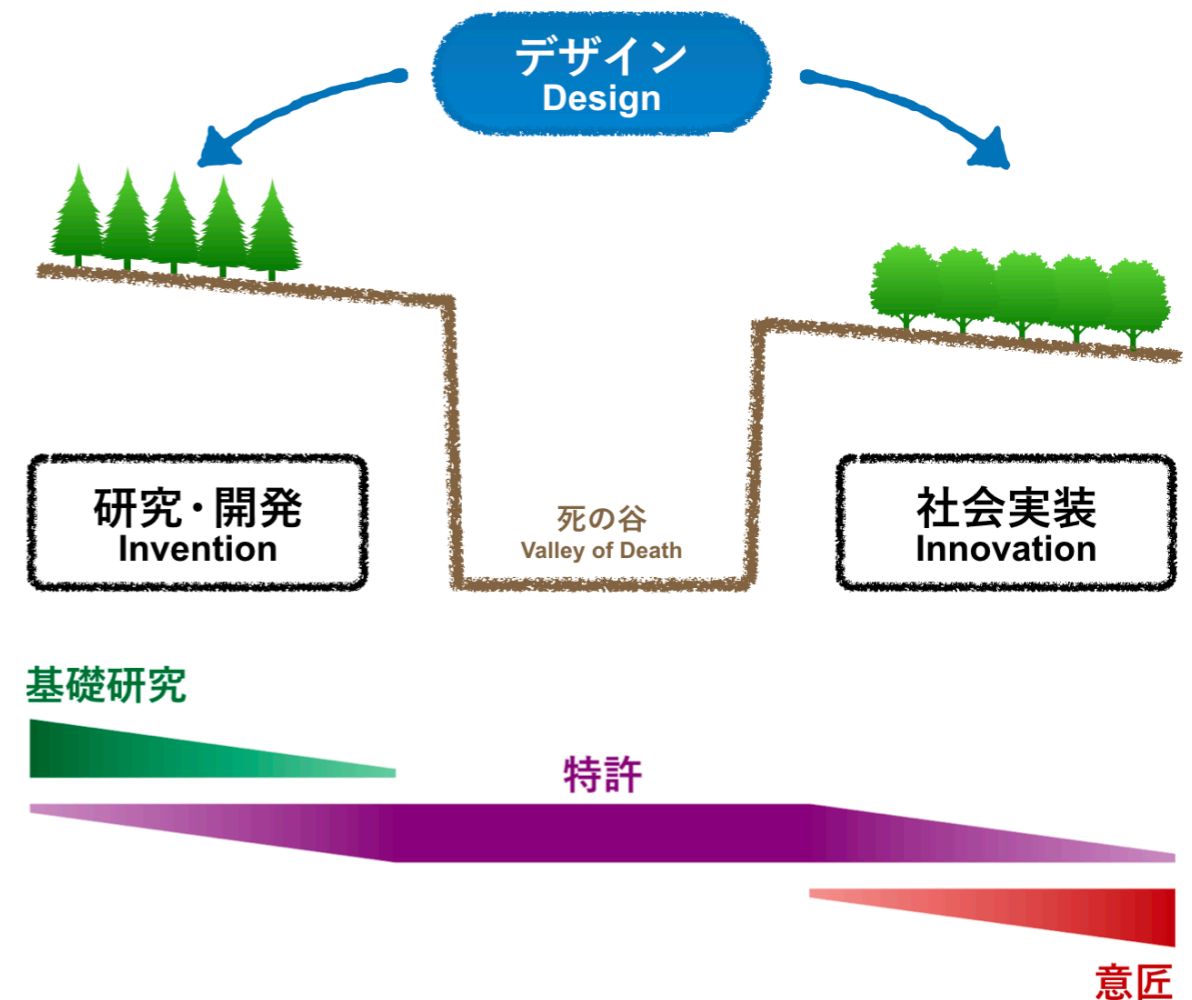 デザイン
Design
研究・開発
Invention
死の谷
Valley of Death
社会実装
Innovation
基礎研究
特許
意匠